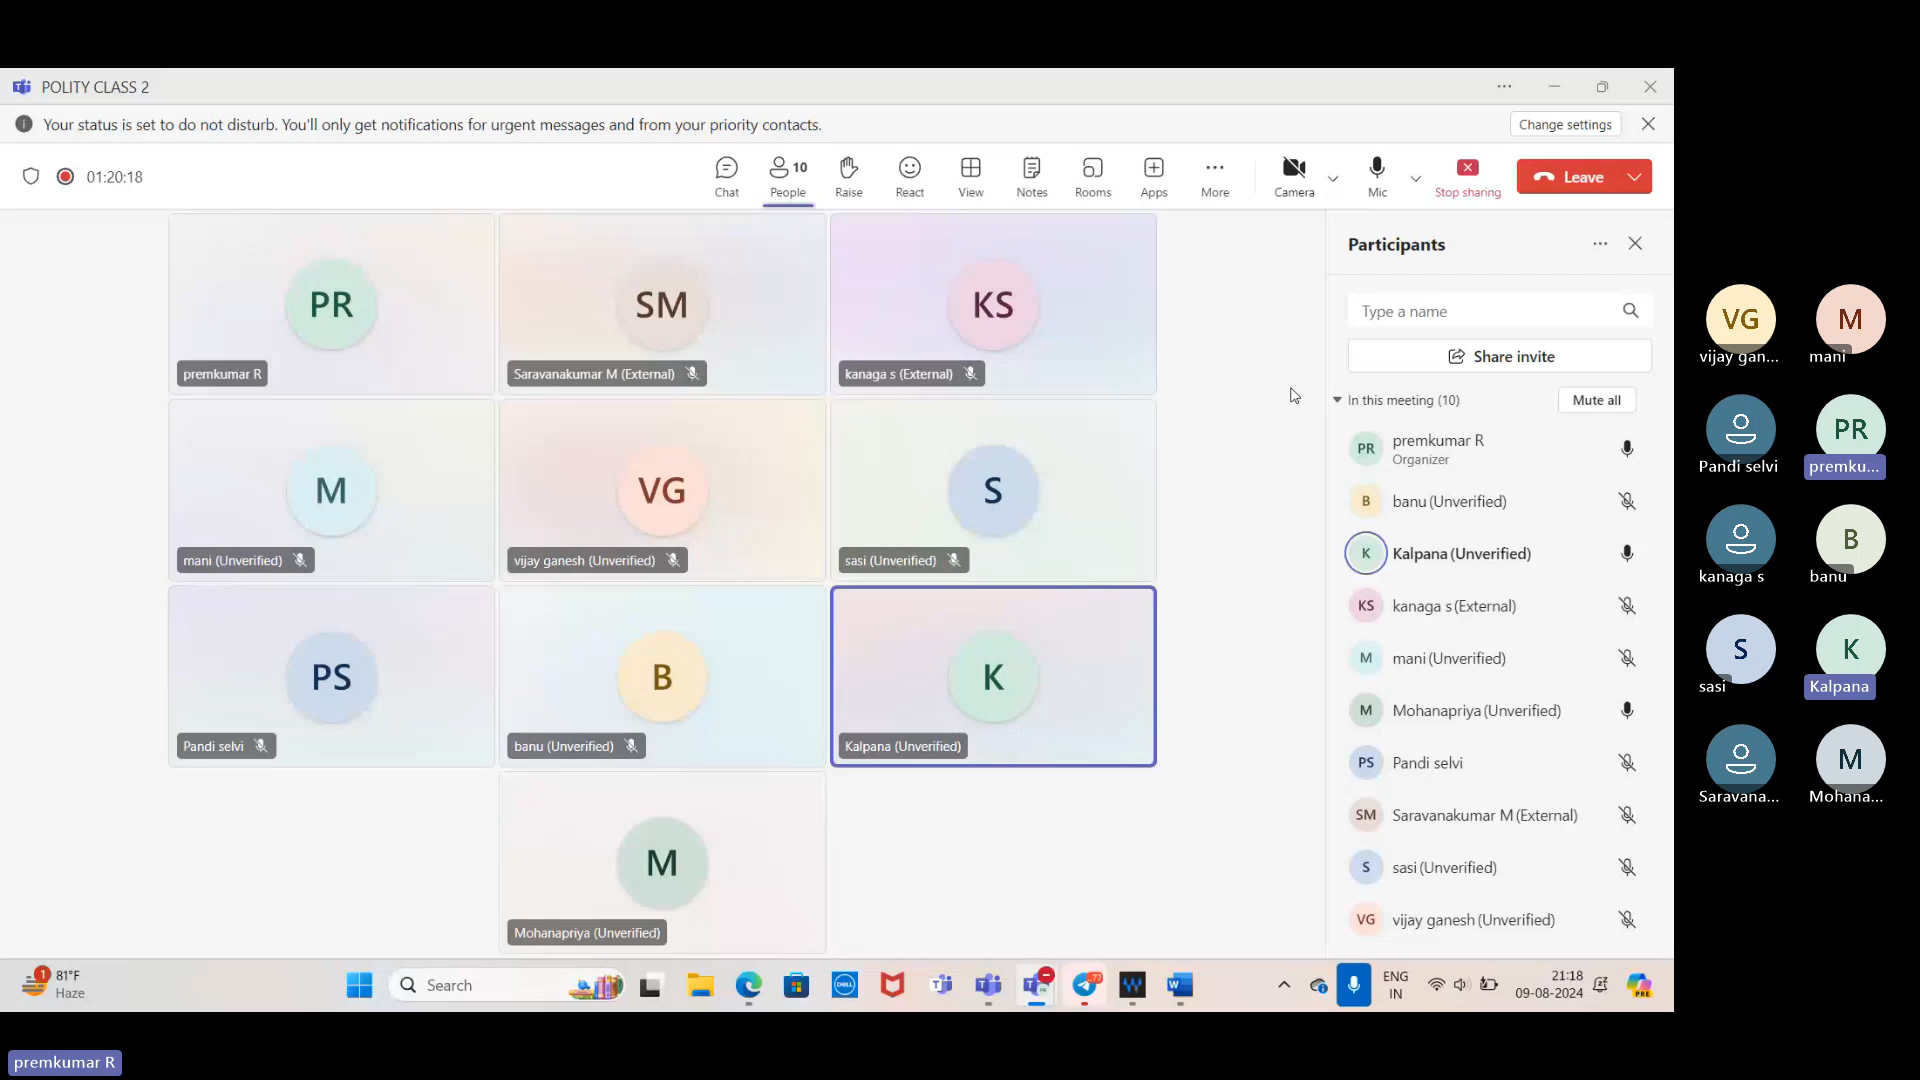 POLITY CLASS 2
Your status is set to do not disturb. You'll only get notifications for urgent messages and from your priority contacts.
Change settings
01:20:18
Chat
People
10
Raise
React
View
Notes
Rooms
Apps
More
Camera
Mic
Stop sharing
Leave
PR
premkumar R
SM
Saravanakumar M (External)
KS
kanaga s (External)
M
mani (Unverified)
VG
vijay ganesh (Unverified)
S
sasi (Unverified)
PS
Pandi selvi
B
banu (Unverified)
K
Kalpana (Unverified)
M
Mohanapriya (Unverified)
Participants
Type a name
Share invite
In this meeting (10)
Mute all
PR
premkumar R
Organizer
B
banu (Unverified)
K
Kalpana (Unverified)
KS
kanaga s (External)
M
mani (Unverified)
M
Mohanapriya (Unverified)
PS
Pandi selvi
SM
Saravanakumar M (External)
S
sasi (Unverified)
VG
vijay ganesh (Unverified)
VG
vijay gan...
M
mani
Pandi selvi
PR
premku...
kanaga s
B
banu
S
sasi
K
Kalpana
Saravana...
M
Mohana...
1
81°F
Haze
Search
DELL
77
W
ENG
IN
21:18
09-08-2024
PRE
premkumar R